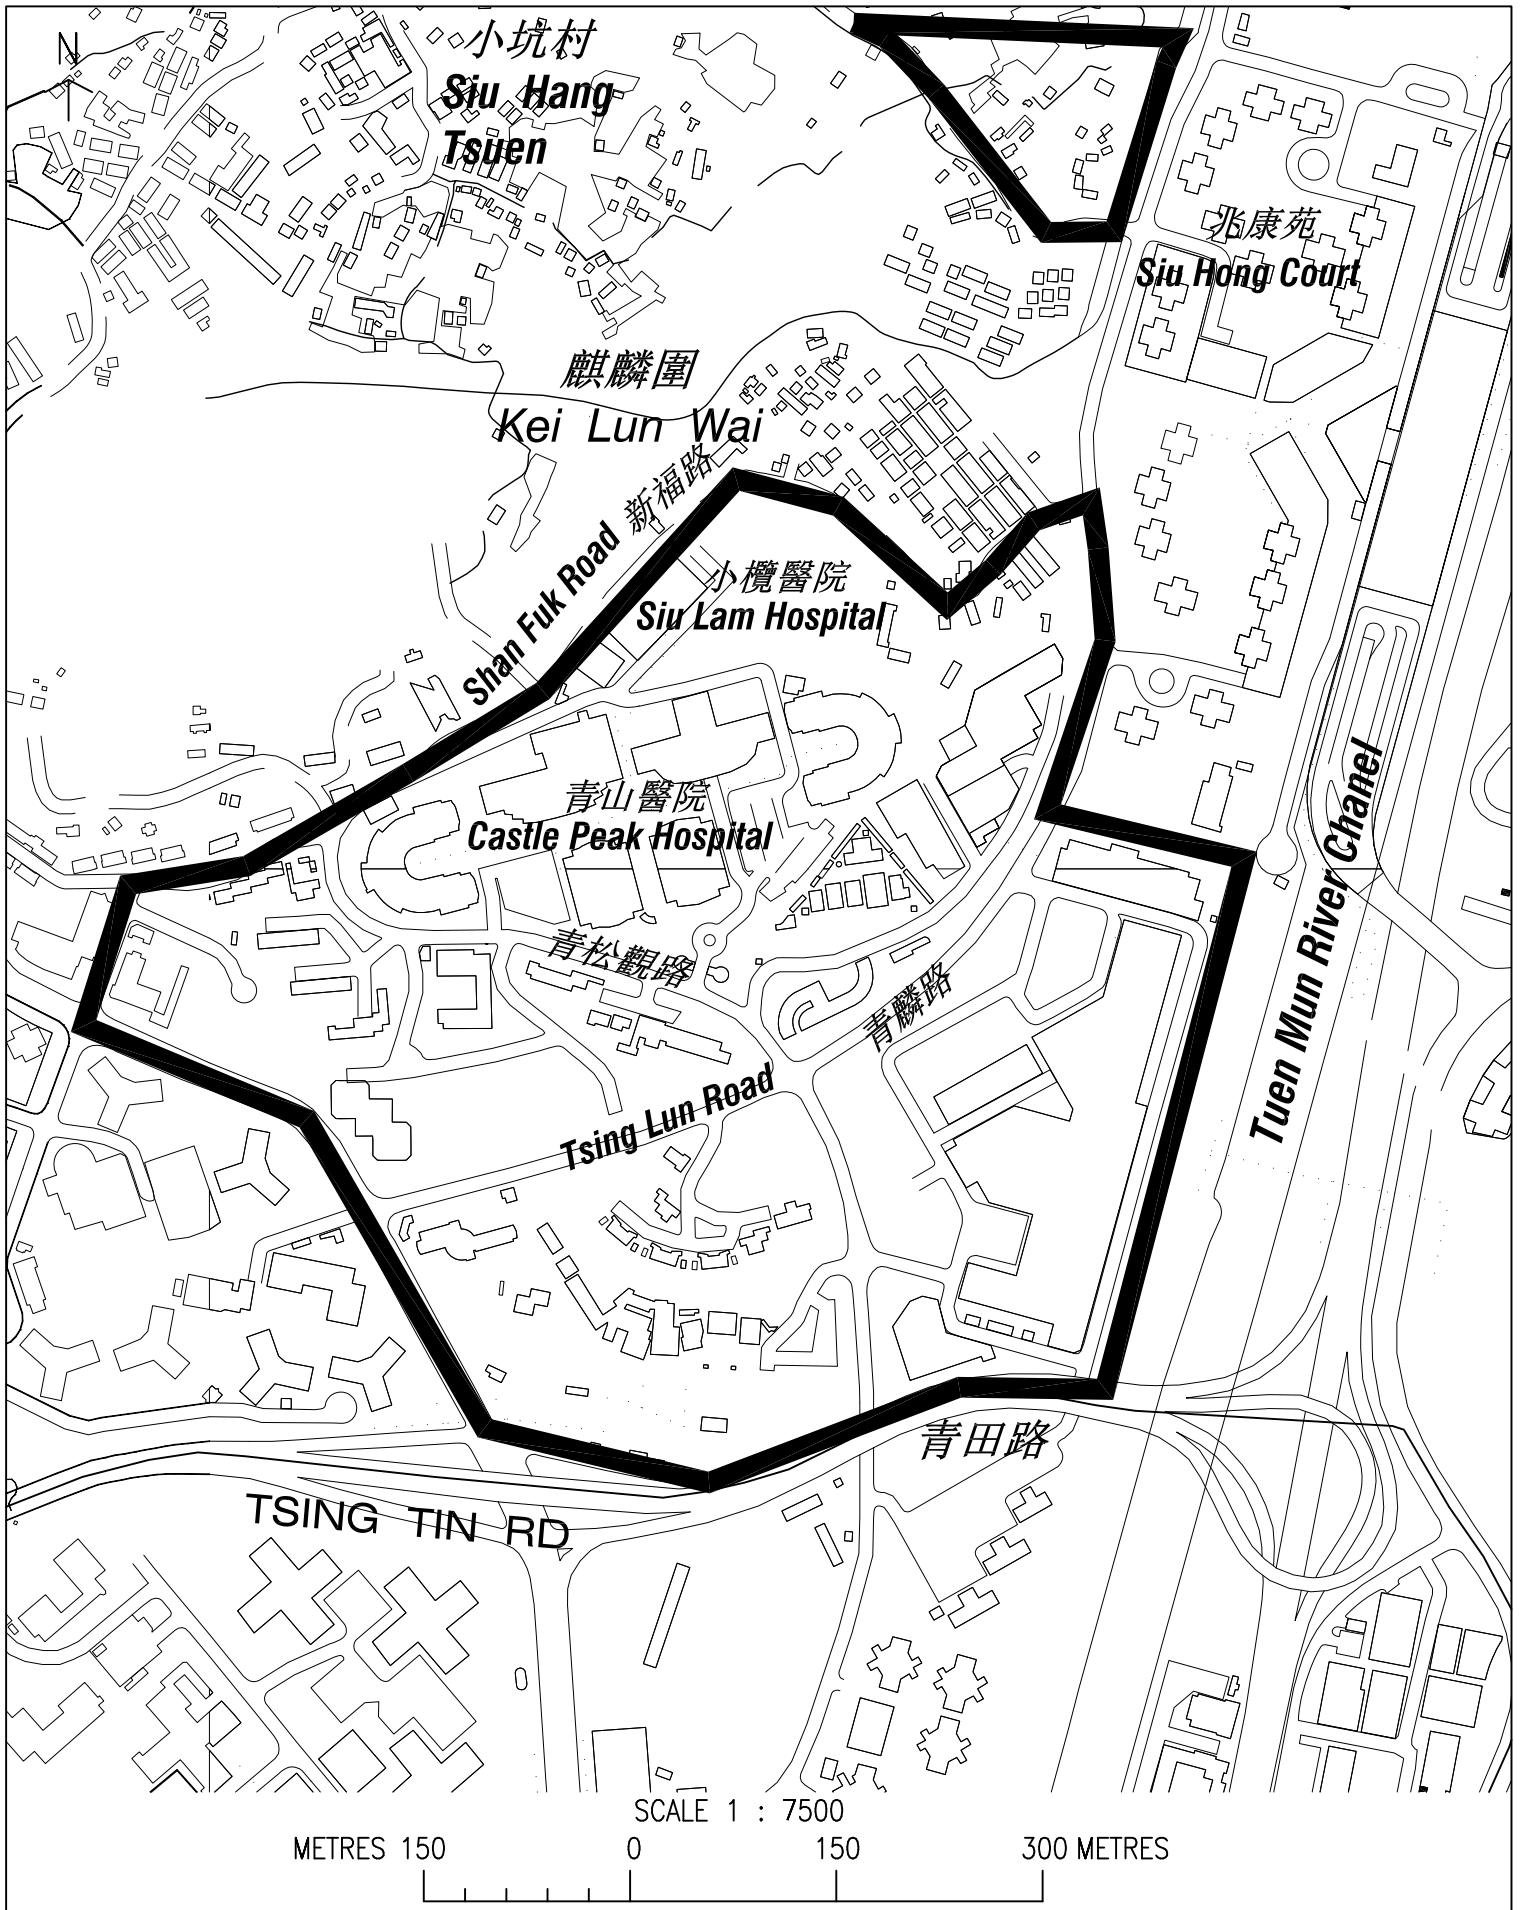 N
小坑村
Siu Hang
Tsuen
兆康苑
Siu Hong Court
麒麟圍
Kei Lun Wai
Shan Fuk Road 新福路
小欖醫院
Siu Lam Hospital
青山醫院
Castle Peak Hospital
Tuen Mun River Chanel
青松觀路
青麟路
Tsing Lun Road
青田路
TSING TIN RD
SCALE 1 : 7500
METRES 150 0 150 300 METRES